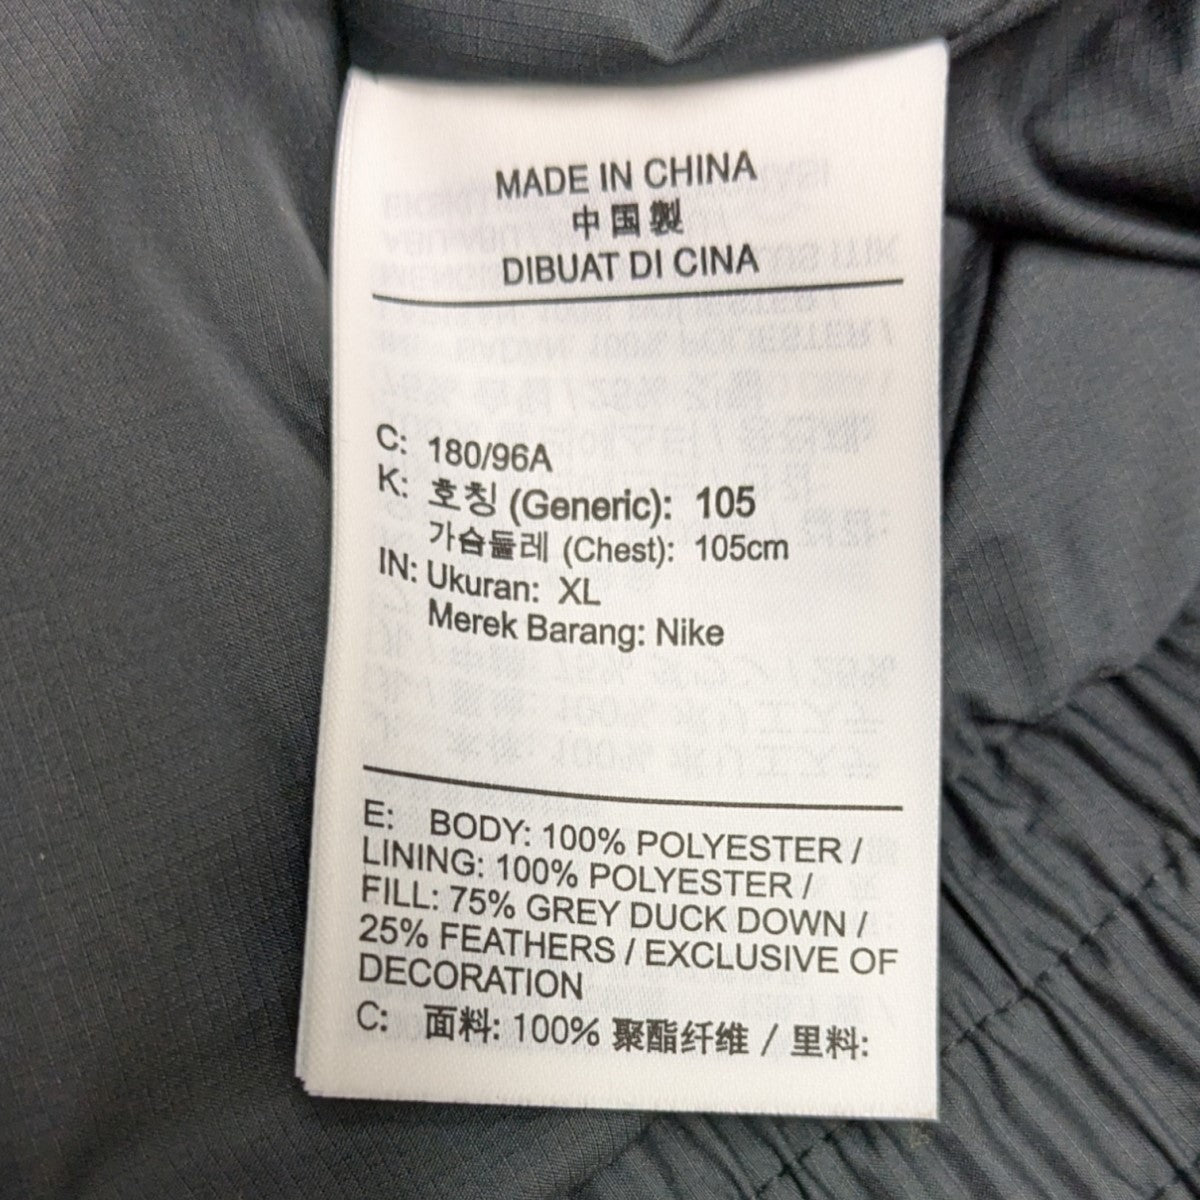 MADE IN CHINA
中国製
DIBUAT DI CINA
C: 180/96A
K: 호칭 (Generic): 105
가슴둘레 (Chest): 105cm
IN: Ukuran: XL
Merek Barang: Nike
E: BODY: 100% POLYESTER /
LINING: 100% POLYESTER /
FILL: 75% GREY DUCK DOWN /
25% FEATHERS / EXCLUSIVE OF
DECORATION
C: 面料: 100% 聚酯纤维 / 里料: